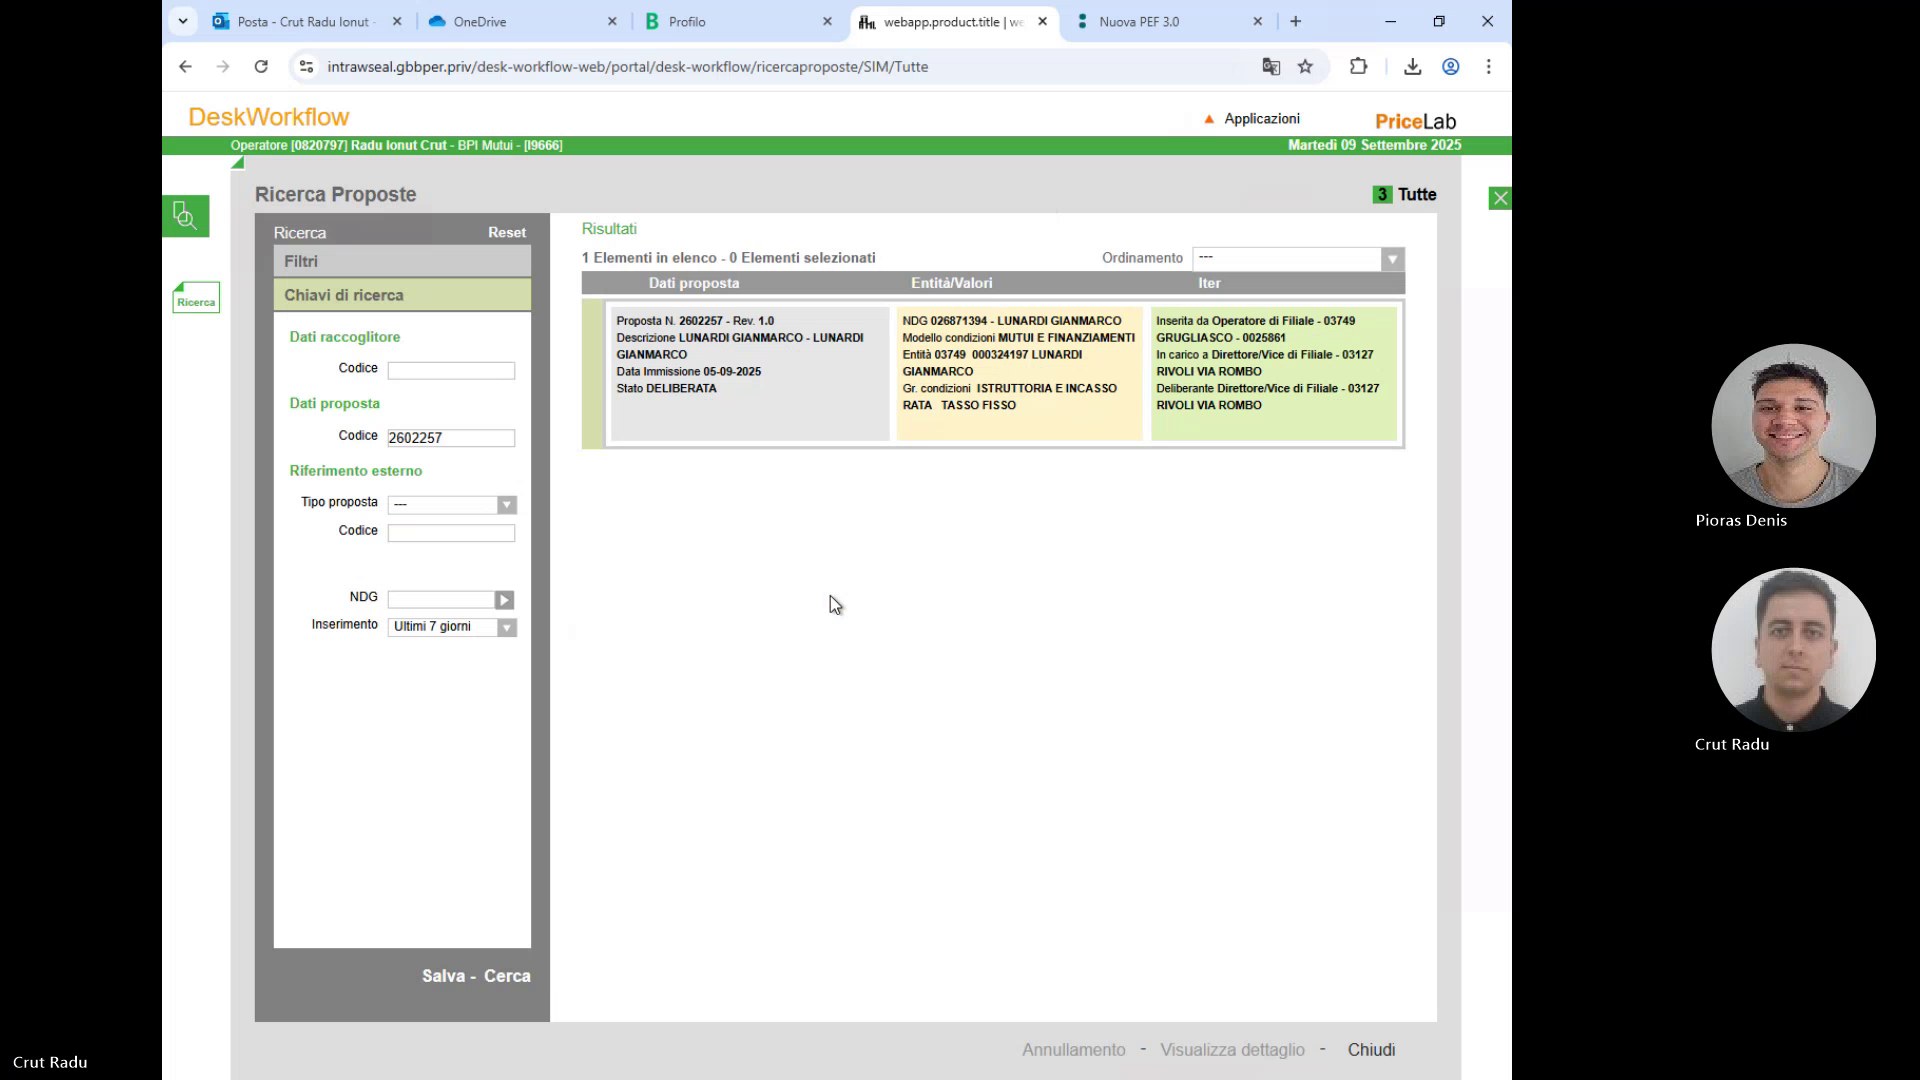 Posta - Crut Radu Ionut
OneDrive
Profilo
webapp.product.title | we
Nuova PEF 3.0
intrawseal.gbbper.priv/desk-workflow-web/portal/desk-workflow/ricercaproposte/SIM/Tutte
DeskWorkflow
Applicazioni
PriceLab
Operatore [0820797] Radu Ionut Crut - BPI Mutui - [I9666]
Martedì 09 Settembre 2025
Ricerca Proposte
3 Tutte
Ricerca
Reset
Filtri
Chiavi di ricerca
Dati raccoglitore
Codice
Dati proposta
Codice 2602257
Riferimento esterno
Tipo proposta ---
Codice
NDG
Inserimento Ultimi 7 giorni
Salva - Cerca
Ricerca
Risultati
1 Elementi in elenco - 0 Elementi selezionati
Ordinamento ---
Dati proposta
Entità/Valori
Iter
Proposta N. 2602257 - Rev. 1.0
Descrizione LUNARDI GIANMARCO - LUNARDI
GIANMARCO
Data Immissione 05-09-2025
Stato DELIBERATA
NDG 026871394 - LUNARDI GIANMARCO
Modello condizioni MUTUI E FINANZIAMENTI
Entità 03749 000324197 LUNARDI
GIANMARCO
Gr. condizioni ISTRUTTORIA E INCASSO
RATA TASSO FISSO
Inserita da Operatore di Filiale - 03749
GRUGLIASCO - 0025861
In carico a Direttore/Vice di Filiale - 03127
RIVOLI VIA ROMBO
Deliberante Direttore/Vice di Filiale - 03127
RIVOLI VIA ROMBO
Annullamento - Visualizza dettaglio - Chiudi
Pioras Denis
Crut Radu
Crut Radu